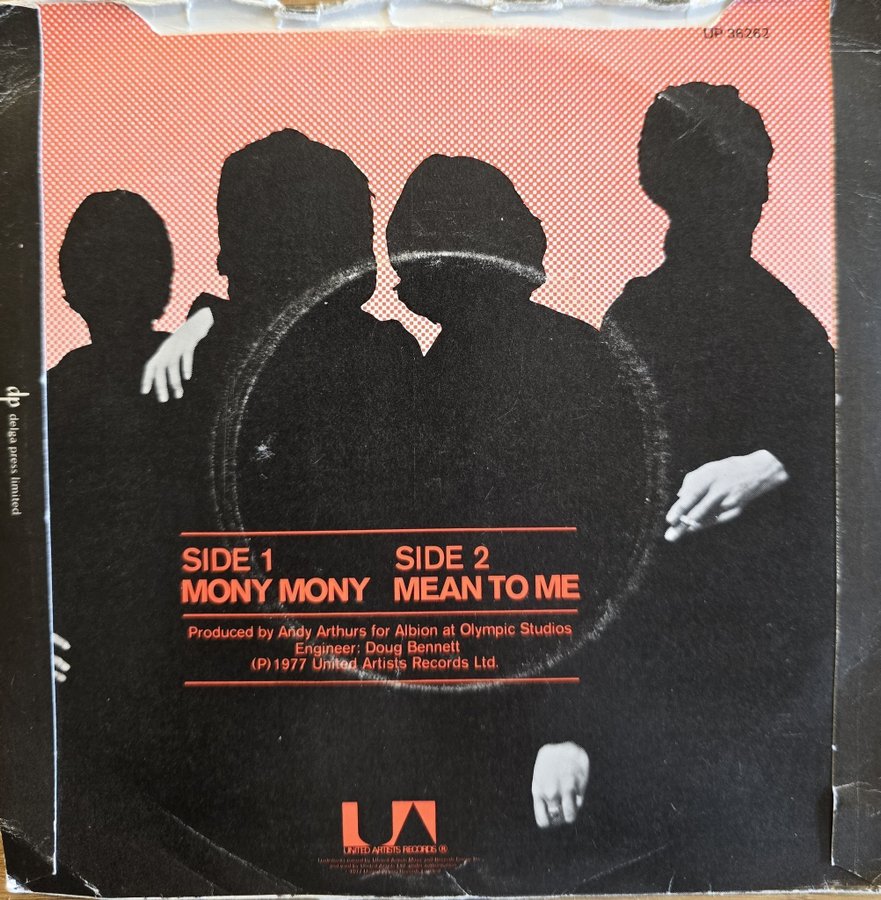 UP 36262
dp delga press limited
SIDE 1 SIDE 2
MONY MONY MEAN TO ME
Produced by Andy Arthurs for Albion at Olympic Studios
Engineer: Doug Bennett
(P)1977 United Artists Records Ltd.
UA
UNITED ARTISTS RECORDS ®